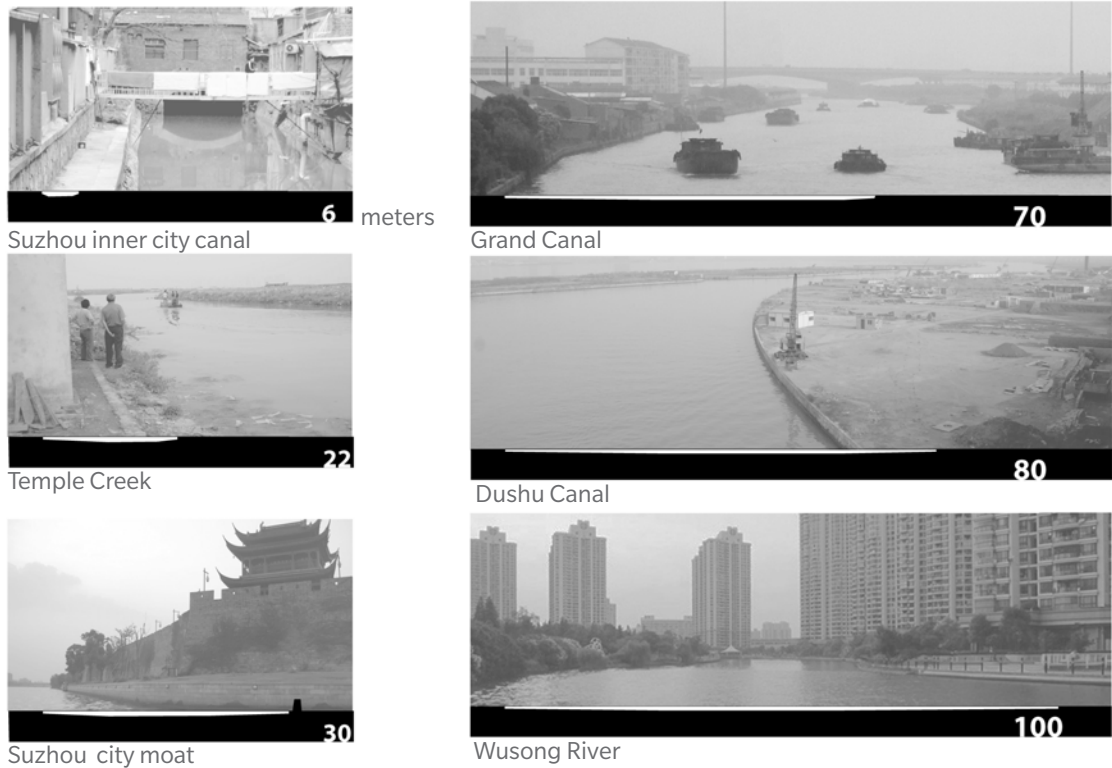 6 meters
Suzhou inner city canal
22
Temple Creek
30
Suzhou city moat
70
Grand Canal
80
Dushu Canal
100
Wusong River